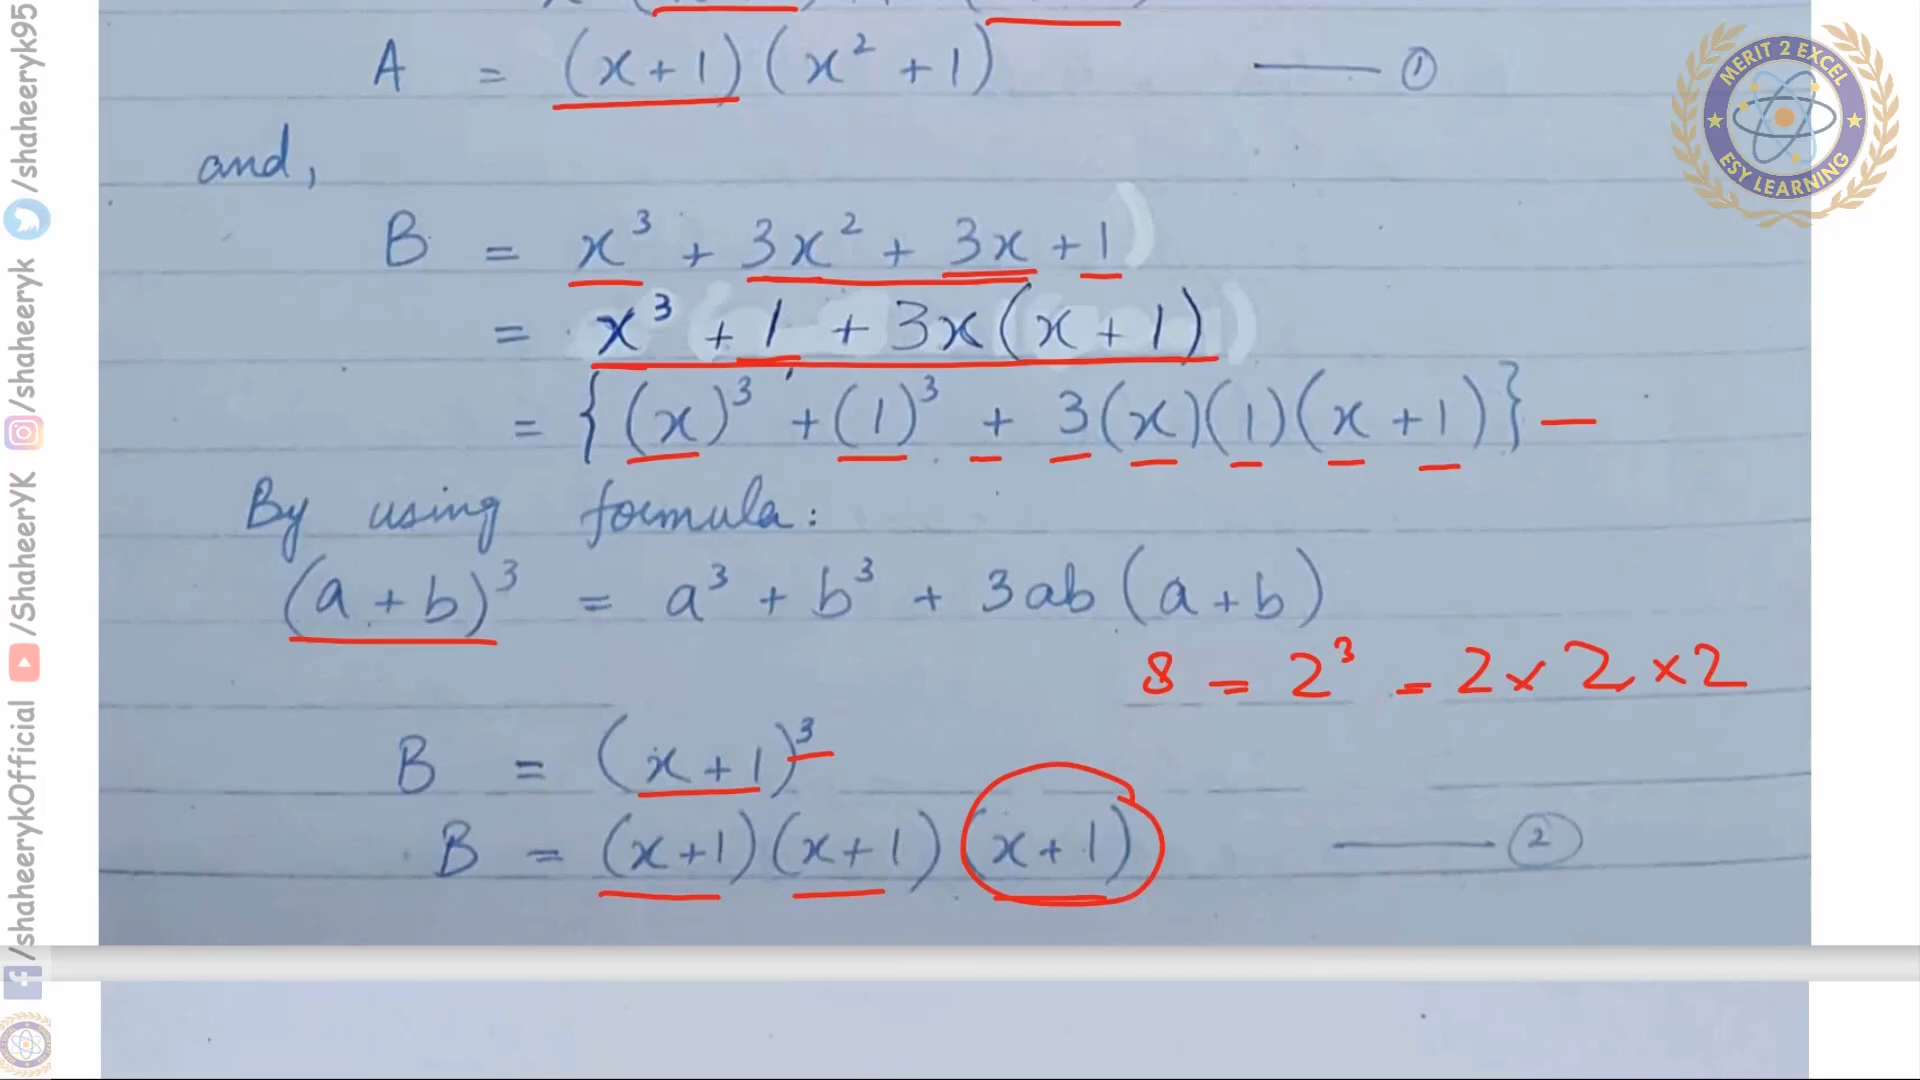 A = (x+1)(x² + 1) —— ①
and,
B = x³ + 3x² + 3x + 1
= x³ + 1 + 3x(x + 1)
= {(x)³ + (1)³ + 3(x)(1)(x + 1)}
By using formula:
(a + b)³ = a³ + b³ + 3ab(a + b)
8 = 2³ = 2 × 2 × 2
B = (x + 1)³
B = (x+1)(x+1)(x+1) —— ②
MERIT 2 EXCEL
ESY LEARNING
/shaheerykOfficial
/ShaheerYK
/shaheeryk
/shaheeryk95